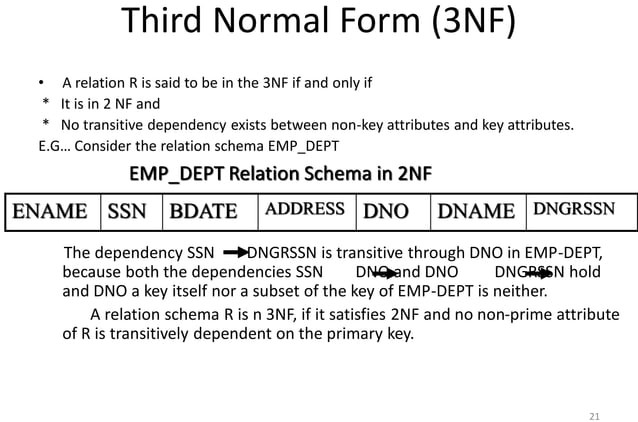 Third Normal Form (3NF)
• A relation R is said to be in the 3NF if and only if
* It is in 2 NF and
* No transitive dependency exists between non-key attributes and key attributes.
E.G… Consider the relation schema EMP_DEPT
EMP_DEPT Relation Schema in 2NF
ENAME SSN BDATE ADDRESS DNO DNAME DNGRSSN
The dependency SSN DNGRSSN is transitive through DNO in EMP-DEPT,
because both the dependencies SSN DNO and DNO DNGRSSN hold
and DNO a key itself nor a subset of the key of EMP-DEPT is neither.
A relation schema R is n 3NF, if it satisfies 2NF and no non-prime attribute
of R is transitively dependent on the primary key.
21